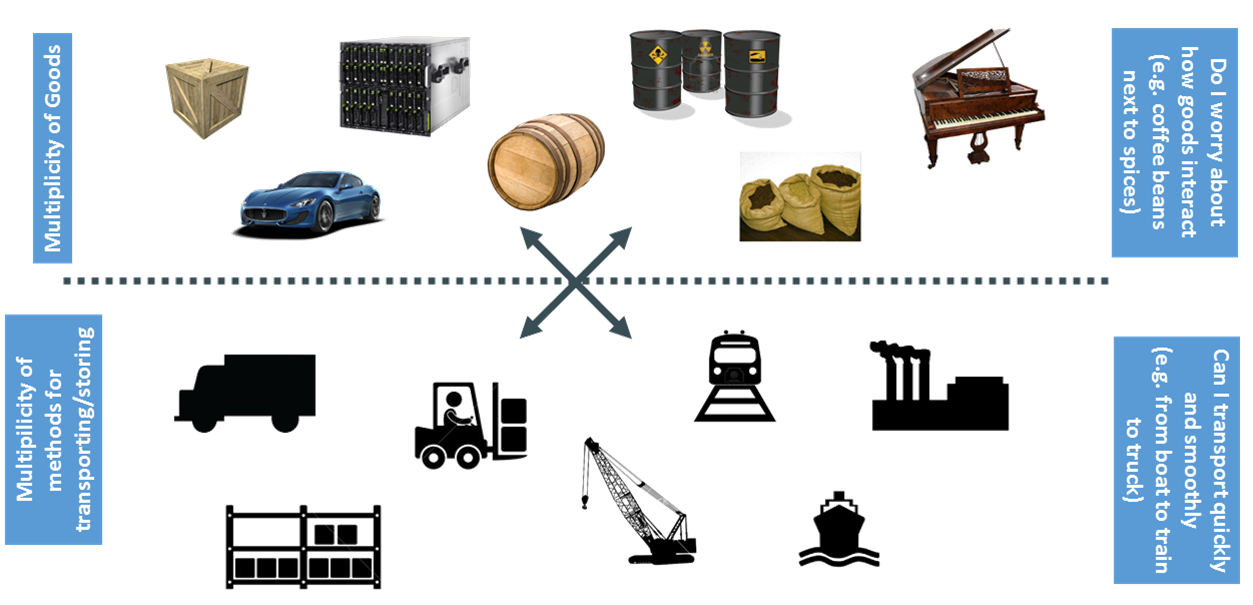 Multiplicity of Goods
Do I worry about
how goods interact
(e.g. coffee beans
next to spices)
Multipilicity of
methods for
transporting/storing
Can I transport quickly
and smoothly
(e.g. from boat to train
to truck)